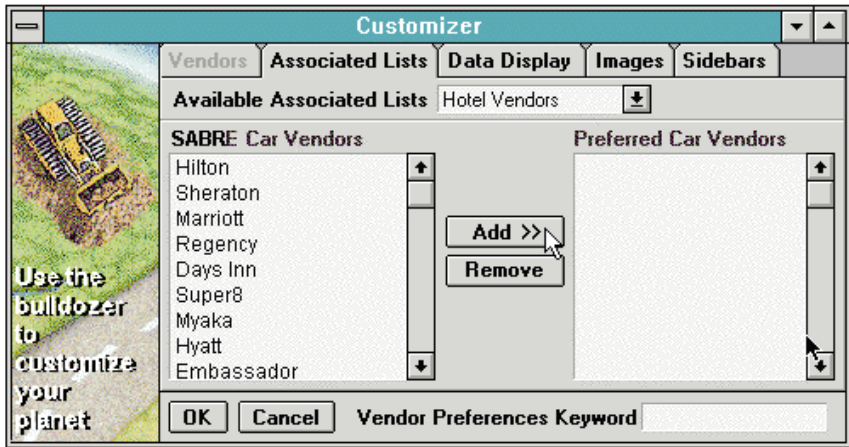 Customizer
Vendors Associated Lists Data Display Images Sidebars
Available Associated Lists Hotel Vendors
SABRE Car Vendors Preferred Car Vendors
Hilton
Sheraton
Marriott
Regency
Days Inn
Super8
Myaka
Hyatt
Embassador
Add >>
Remove
Use the
bulldozer
to
customize
your
planet
OK Cancel Vendor Preferences Keyword